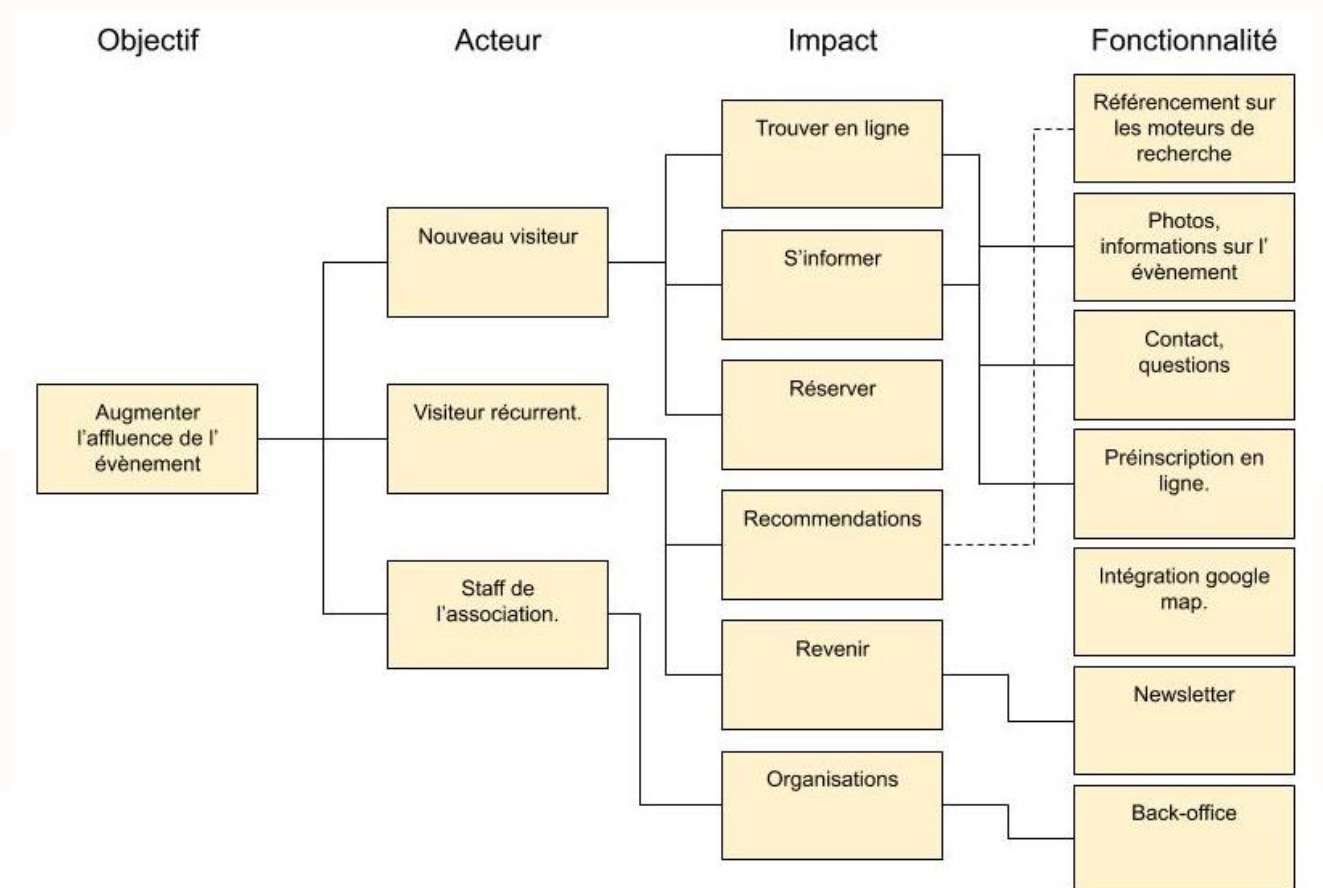 Objectif
Acteur
Impact
Fonctionnalité
Augmenter
l'affluence de l'
évènement
Nouveau visiteur
Visiteur récurrent.
Staff de
l'association.
Trouver en ligne
S'informer
Réserver
Recommendations
Revenir
Organisations
Référencement sur
les moteurs de
recherche
Photos,
informations sur l'
évènement
Contact,
questions
Préinscription en
ligne.
Intégration google
map.
Newsletter
Back-office